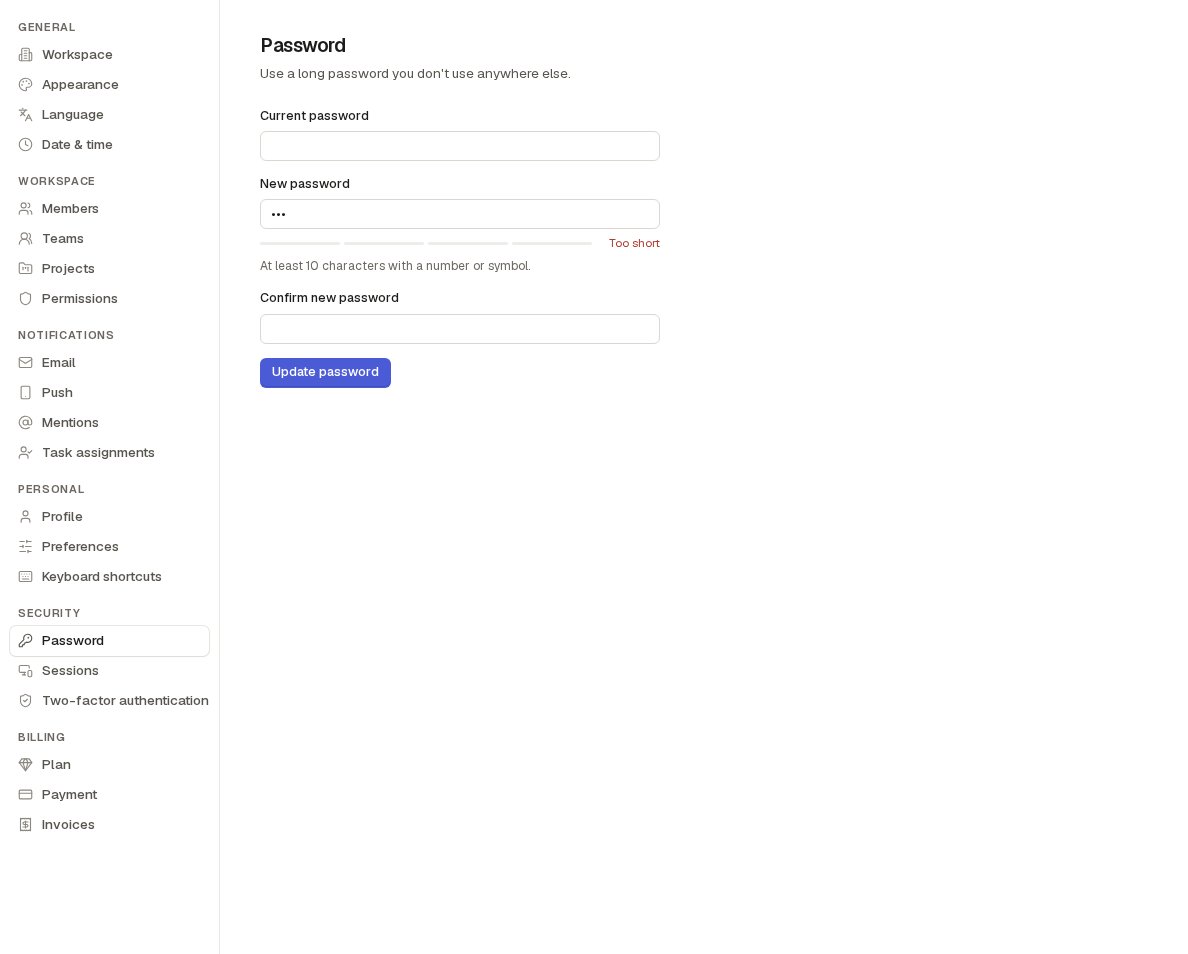 GENERAL
Workspace
Appearance
Language
Date & time
WORKSPACE
Members
Teams
Projects
Permissions
NOTIFICATIONS
Email
Push
Mentions
Task assignments
PERSONAL
Profile
Preferences
Keyboard shortcuts
SECURITY
Password
Sessions
Two-factor authentication
BILLING
Plan
Payment
Invoices
Password
Use a long password you don't use anywhere else.
Current password
New password
•••
Too short
At least 10 characters with a number or symbol.
Confirm new password
Update password